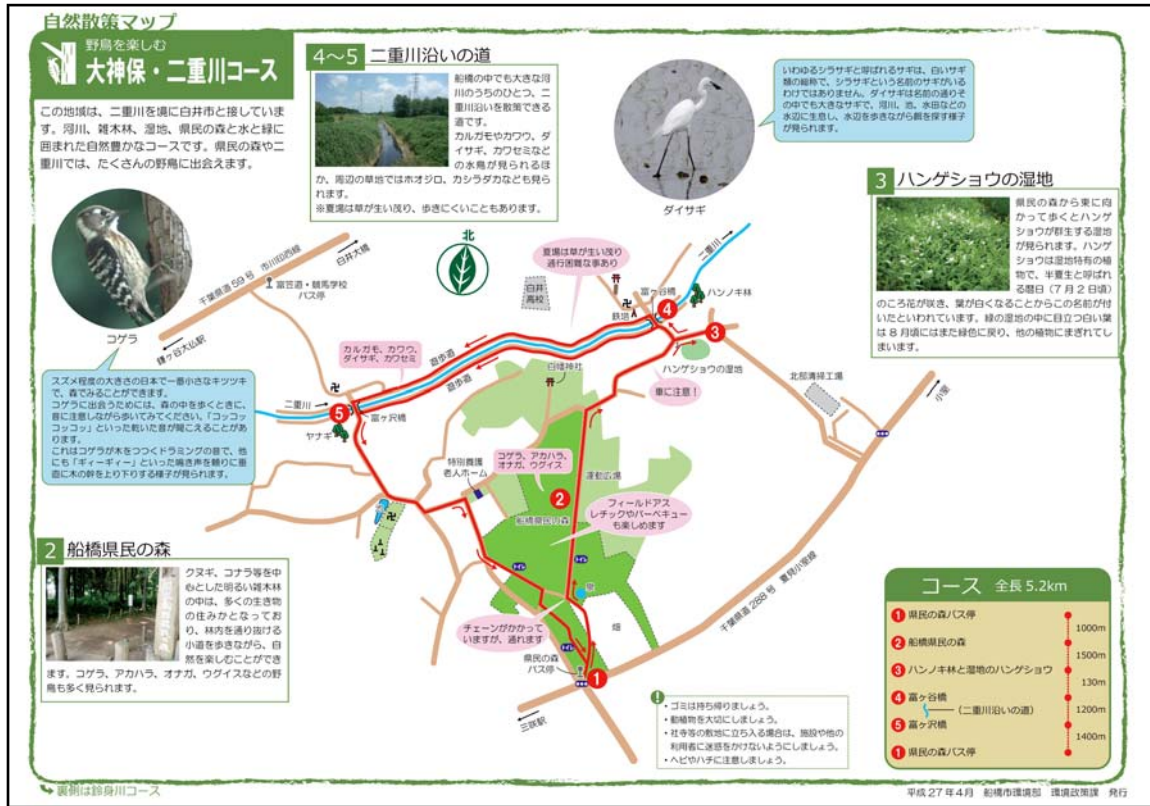 自然散策マップ
野鳥を楽しむ
大神保・二重川コース
この地域は、二重川を境に白井市と接していま
す。河川、雑木林、湿地、県民の森と水と緑に
囲まれた自然豊かなコースです。県民の森や二
重川では、たくさんの野鳥に出会えます。
コゲラ
スズメ程度の大きさの日本で一番小さなキツツキ
で、森でみることができます。
コゲラに出会うためには、森の中を歩くときに、
音に注意しながら歩いてみてください。「コッコッ
コッコッ」といった乾いた音が聞こえることがあ
ります。
これはコゲラが木をつつくドラミングの音で、他
にも「ギィーギィー」といった鳴き声を頼りに垂
直に木の幹を上り下りする様子が見られます。
4～5 二重川沿いの道
船橋の中でも大きな河
川のうちのひとつ、二
重川沿いを散策できる
道です。
カルガモやカワウ、ダ
イサギ、カワセミなど
の水鳥が見られるほ
か、周辺の草地ではホオジロ、カシラダカなども見ら
れます。
※夏場は草が生い茂り、歩きにくいこともあります。
ダイサギ
いわゆるシラサギと呼ばれるサギは、白いサギ
類の総称で、シラサギという名前のサギがいる
わけではありません。ダイサギは名前の通りそ
の中でも大きなサギで、河川、池、水田などの
水辺に生息し、水辺を歩きながら餌を探す様子
が見られます。
3 ハンゲショウの湿地
県民の森から東に向
かって歩くとハンゲ
ショウが群生する湿地
が見られます。ハンゲ
ショウは湿地特有の植
物で、半夏生と呼ばれ
る暦日（7月2日頃）
のころ花が咲き、葉が白くなることからこの名前が付
いたといわれています。緑の湿地の中に目立つ白い葉
は8月頃にはまた緑色に戻り、他の植物にまぎれてし
まいます。
2 船橋県民の森
クヌギ、コナラ等を中
心とした明るい雑木林
の中は、多くの生き物
の住みかとなってお
り、林内を通り抜ける
小道を歩きながら、自
然を楽しむことができ
ます。コゲラ、アカハラ、オナガ、ウグイスなどの野
鳥も多く見られます。
北
千葉県道59号 市川印西線
白井大橋
富笠道・競馬学校
バス停
鎌ヶ谷大仏駅
夏場は草が生い茂り
通行困難な事あり
白井
高校
鉄塔
富ヶ谷橋
4
二重川
ハンノキ林
3
ハンゲショウの湿地
車に注意！
カルガモ、カワウ、
ダイサギ、カワセミ
遊歩道
遊歩道
白幡神社
二重川
5
富ヶ沢橋
ヤナギ
北部清掃工場
小室
特別養護
老人ホーム
コゲラ、アカハラ、
オナガ、ウグイス
運動広場
2
船橋県民の森
フィールドアス
レチックやバーベキュー
も楽しめます
トイレ
トイレ
畑
チェーンがかかって
いますが、通れます
県民の森
バス停
1
三咲駅
千葉県道288号 夏見小室線
・ゴミは持ち帰りましょう。
・動植物を大切にしましょう。
・社寺等の敷地に立ち入る場合は、施設や他の
利用者に迷惑をかけないようにしましょう。
・ヘビやハチに注意しましょう。
コース 全長5.2km
1 県民の森バス停
1000m
2 船橋県民の森
1500m
3 ハンノキ林と湿地のハンゲショウ
130m
4 富ヶ谷橋
（二重川沿いの道）
1200m
5 富ヶ沢橋
1400m
1 県民の森バス停
裏側は鈴身川コース
平成27年4月 船橋市環境部 環境政策課 発行